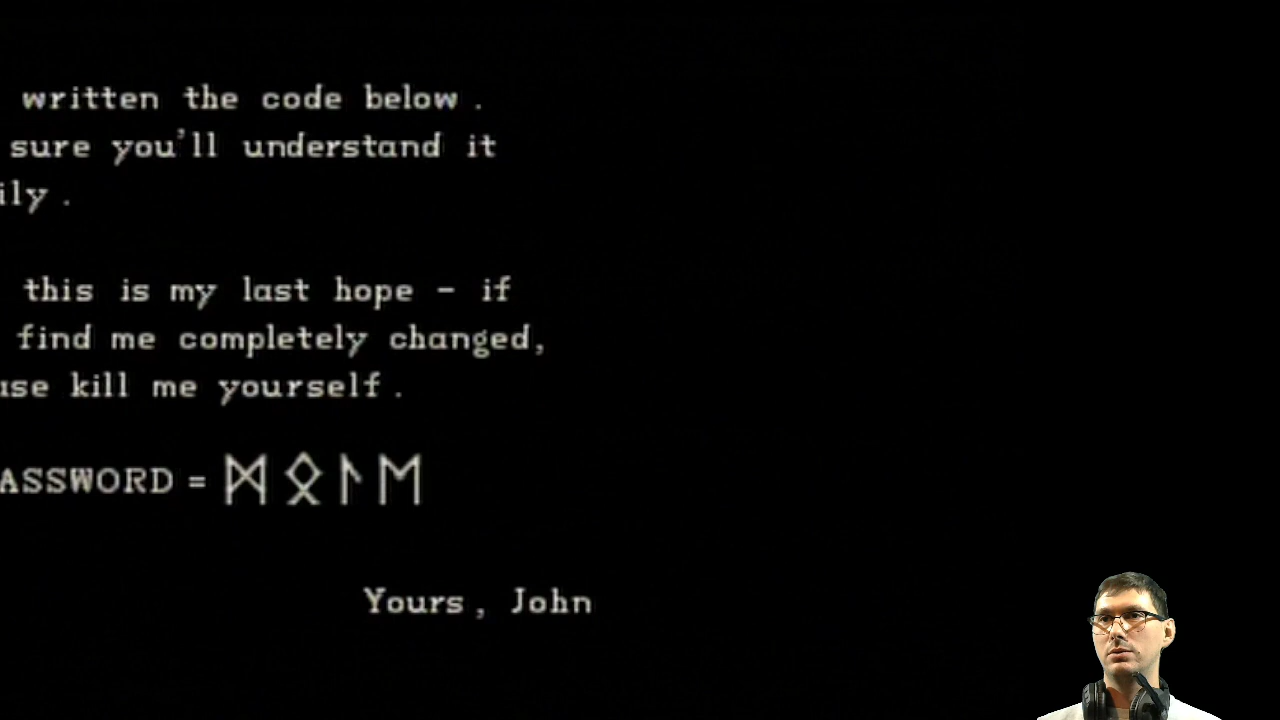 written the code below .
sure you'll understand it
ily .
this is my last hope - if
find me completely changed,
use kill me yourself .
ASSWORD = ᛞᛟᛚᛖ
Yours , John